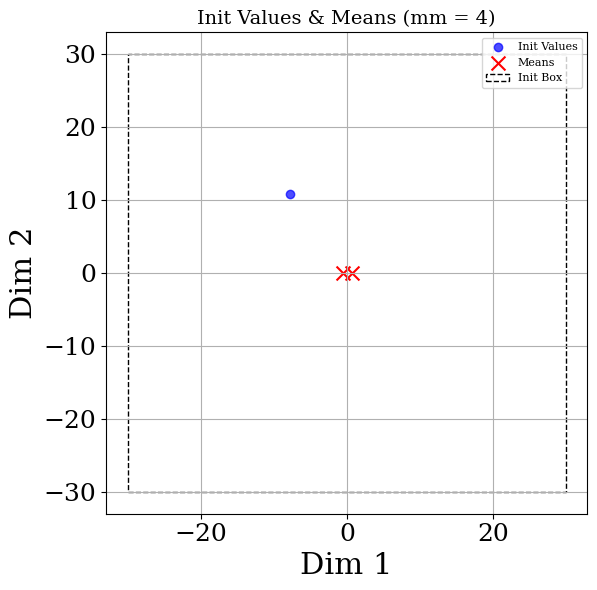 Init Values & Means (mm = 4)
Init Values
Means
Init Box
30
20
10
0
−10
−20
−30
Dim 2
−20
0
20
Dim 1